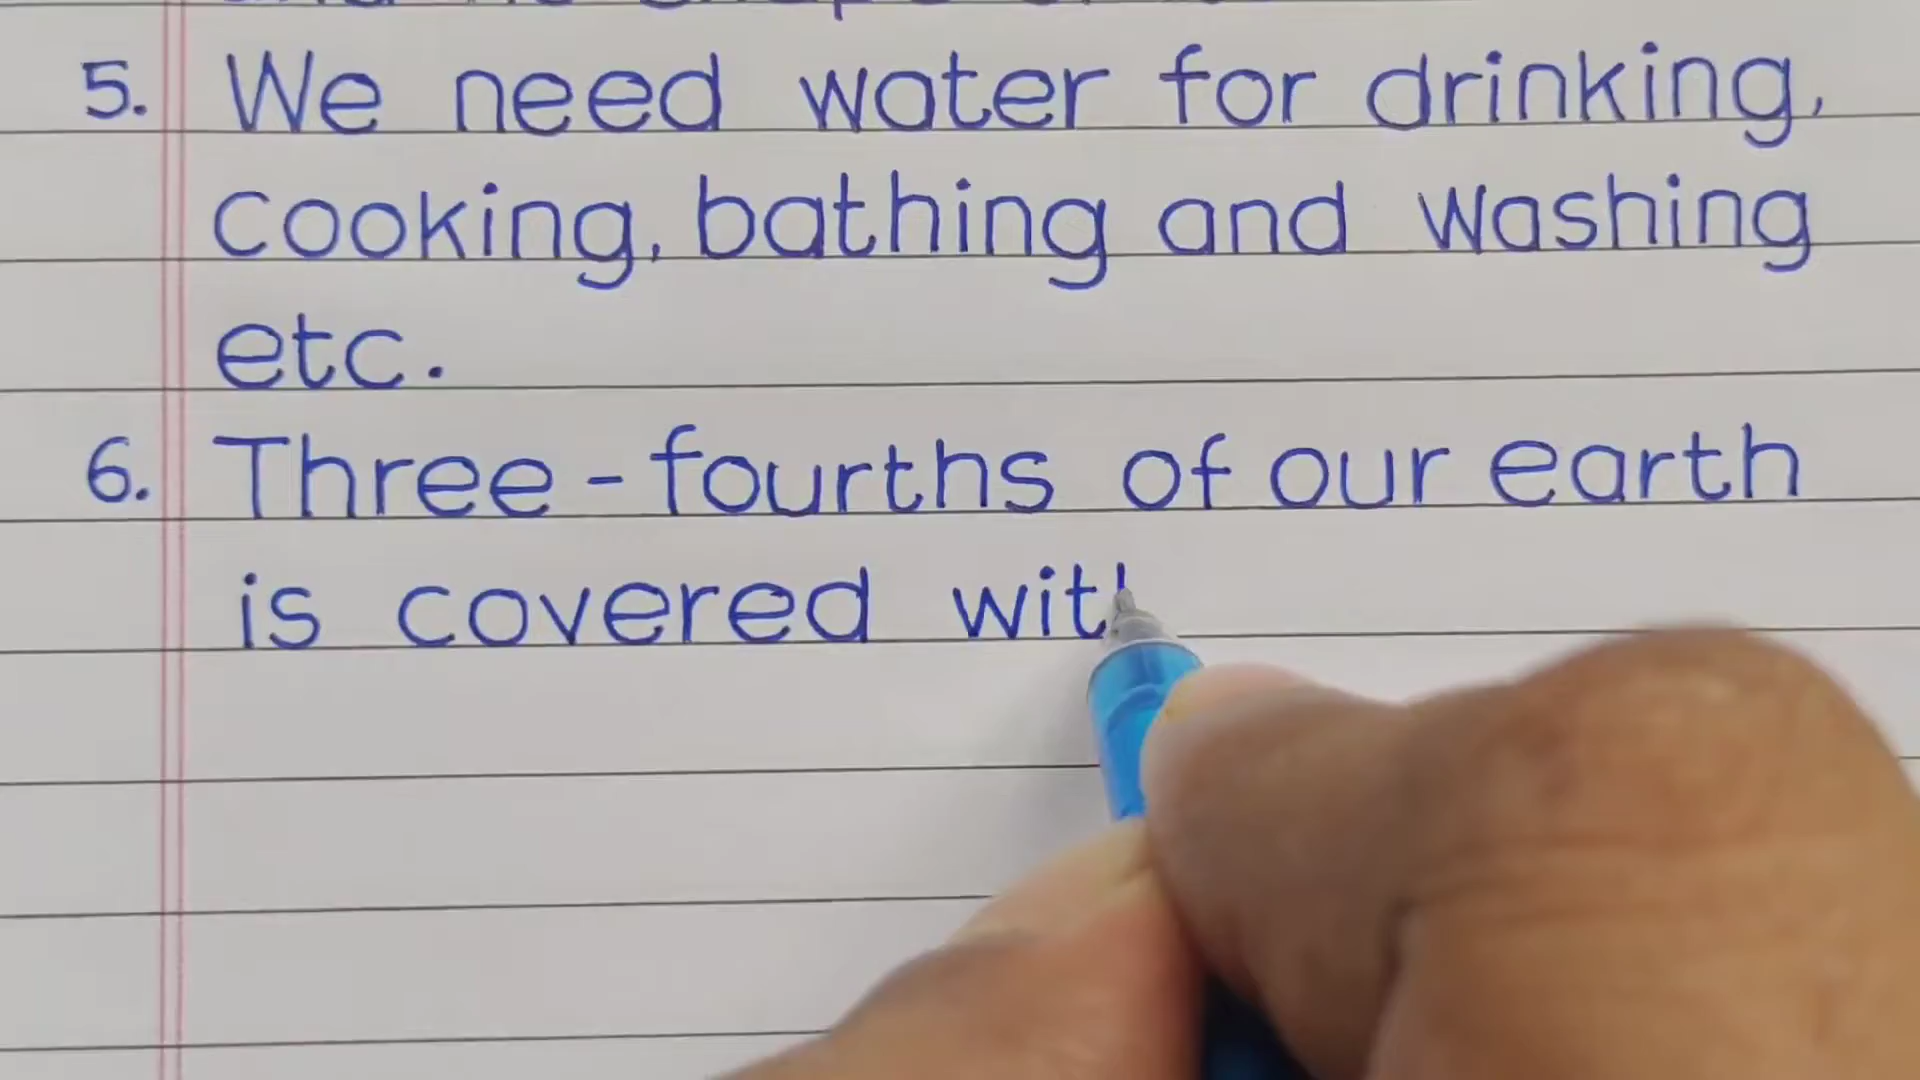 5. We need water for drinking,
cooking, bathing and washing
etc.
6. Three-fourths of our earth
is covered wit